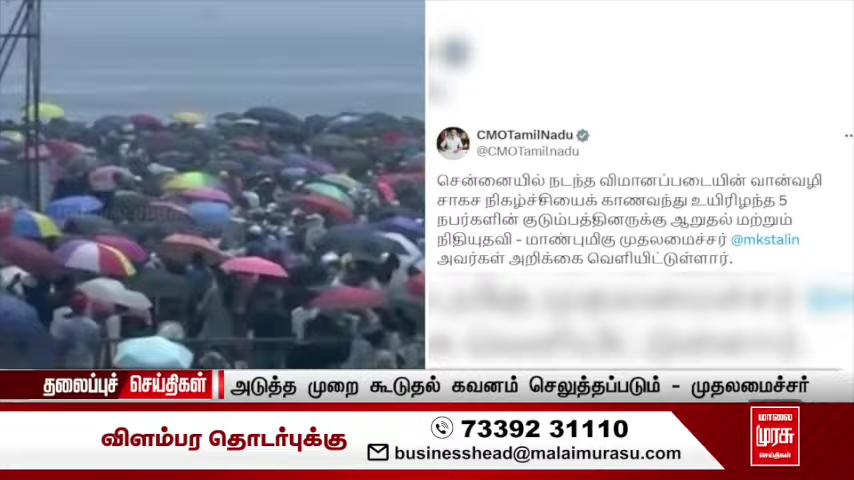 CMOTamilNadu
@CMOTamilnadu
சென்னையில் நடந்த விமானப்படையின் வான்வழி
சாகச நிகழ்ச்சியைக் காணவந்து உயிரிழந்த 5
நபர்களின் குடும்பத்தினருக்கு ஆறுதல் மற்றும்
நிதியுதவி - மாண்புமிகு முதலமைச்சர் @mkstalin
அவர்கள் அறிக்கை வெளியிட்டுள்ளார்.
தலைப்புச் செய்திகள்
அடுத்த முறை கூடுதல் கவனம் செலுத்தப்படும் - முதலமைச்சர்
விளம்பர தொடர்புக்கு
73392 31110
businesshead@malaimurasu.com
மாலை
முரசு
செய்திகள்